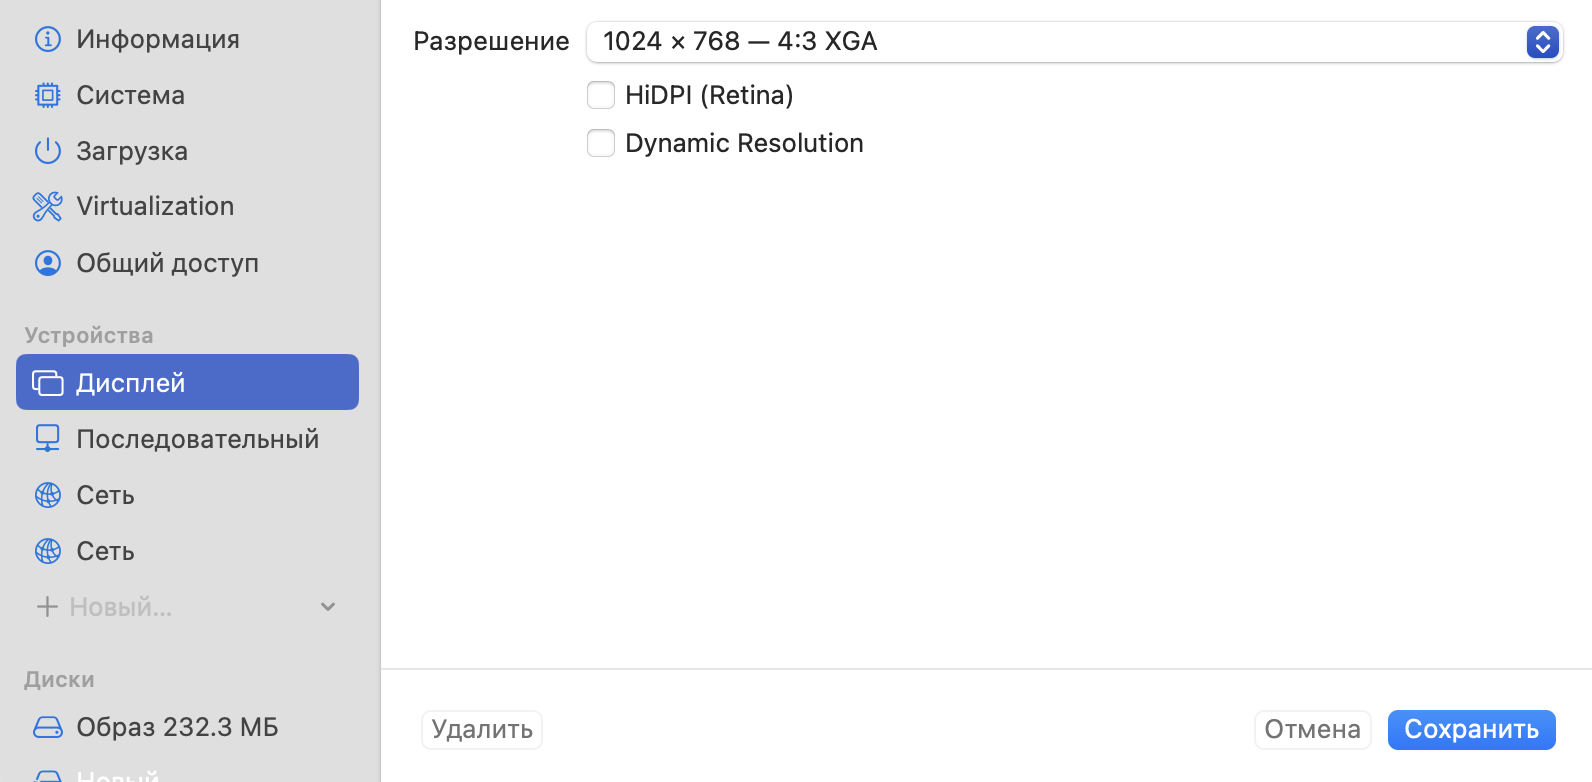 Информация
Система
Загрузка
Virtualization
Общий доступ
Устройства
Дисплей
Последовательный
Сеть
Сеть
Новый...
Диски
Образ 232.3 МБ
Новый
Разрешение 1024 × 768 — 4:3 XGA
HiDPI (Retina)
Dynamic Resolution
Удалить Отмена Сохранить